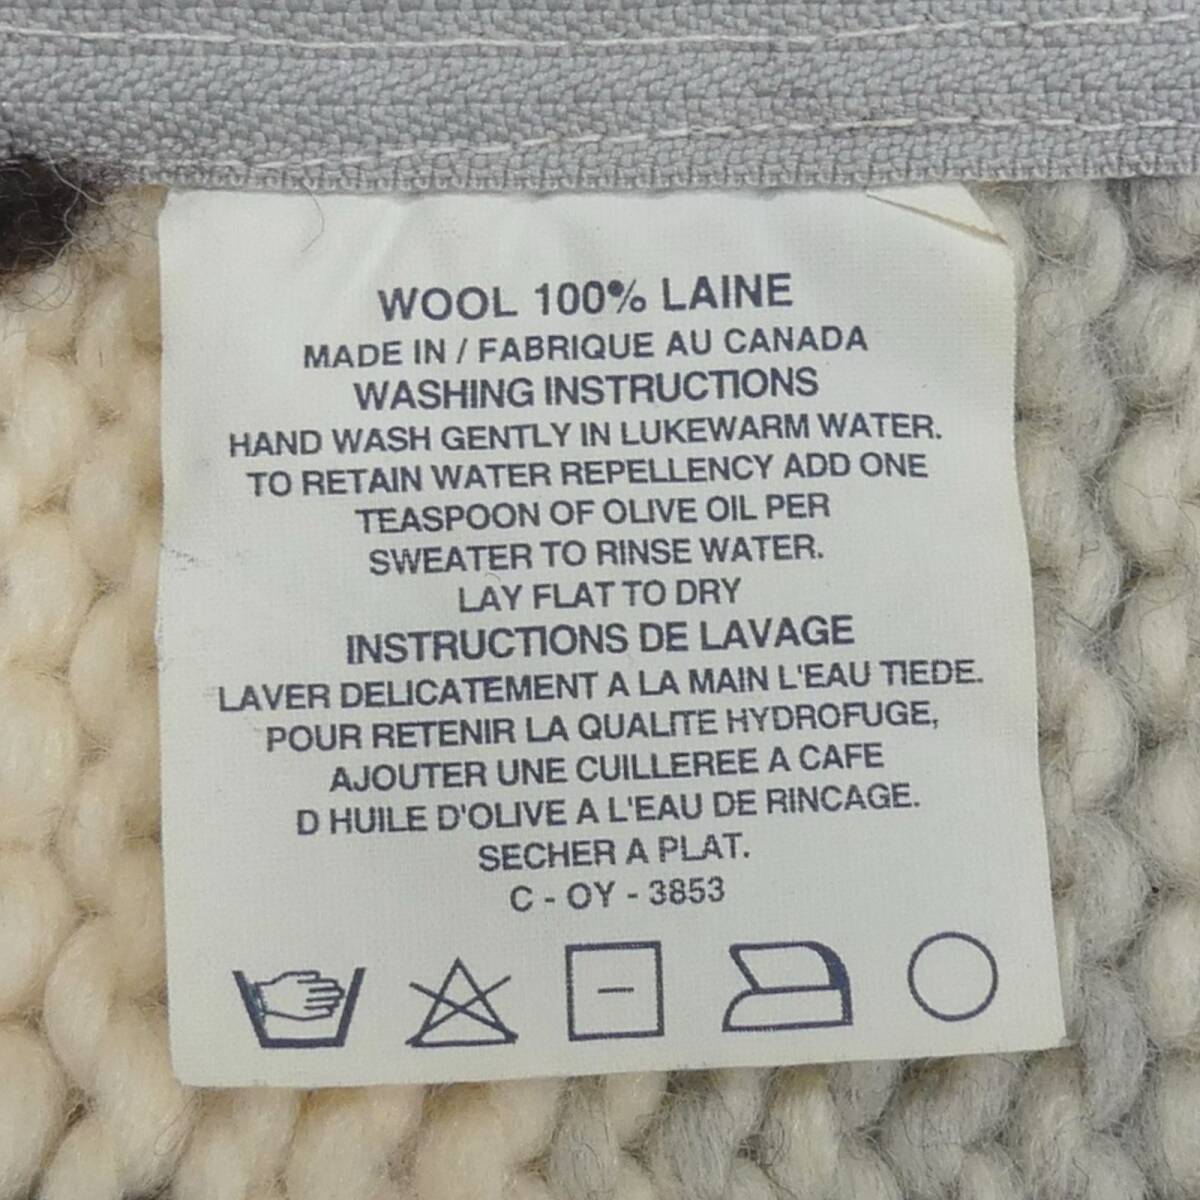 WOOL 100% LAINE
MADE IN / FABRIQUE AU CANADA
WASHING INSTRUCTIONS
HAND WASH GENTLY IN LUKEWARM WATER.
TO RETAIN WATER REPELLENCY ADD ONE
TEASPOON OF OLIVE OIL PER
SWEATER TO RINSE WATER.
LAY FLAT TO DRY
INSTRUCTIONS DE LAVAGE
LAVER DELICATEMENT A LA MAIN L'EAU TIEDE.
POUR RETENIR LA QUALITE HYDROFUGE,
AJOUTER UNE CUILLEREE A CAFE
D HUILE D'OLIVE A L'EAU DE RINCAGE.
SECHER A PLAT.
C - OY - 3853